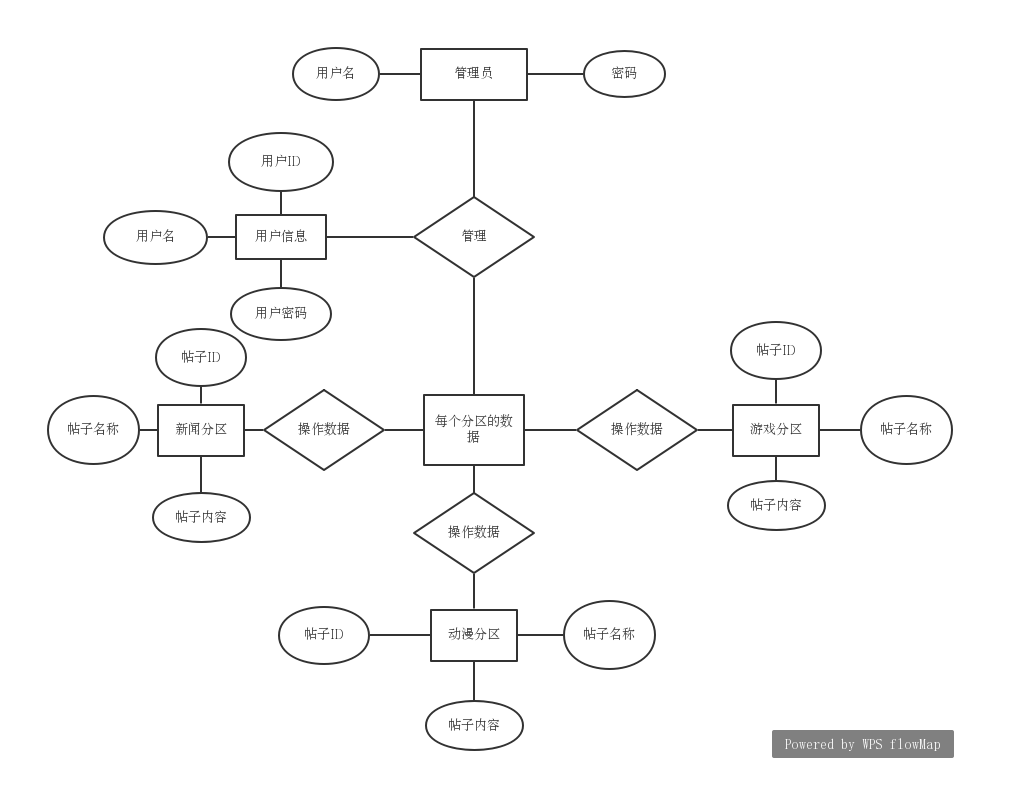 用户名
管理员
密码
用户ID
用户名
用户信息
管理
用户密码
帖子ID
帖子ID
帖子名称
新闻分区
操作数据
每个分区的数
据
操作数据
游戏分区
帖子名称
帖子内容
帖子内容
操作数据
帖子ID
动漫分区
帖子名称
帖子内容
Powered by WPS flowMap